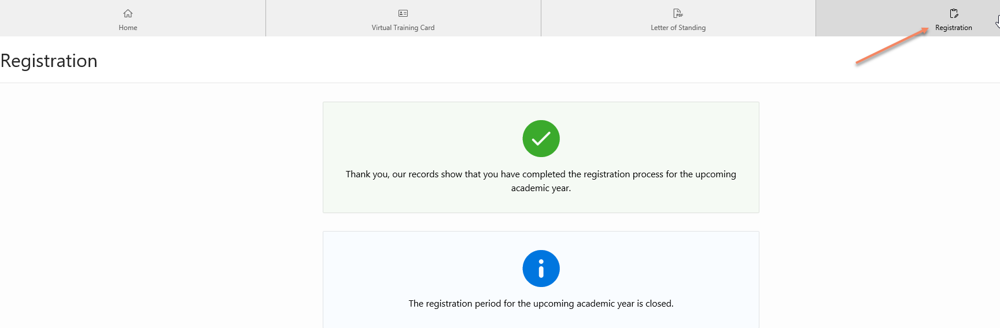 Home
Virtual Training Card
PDF
Letter of Standing
Registration
Registration
Thank you, our records show that you have completed the registration process for the upcoming
academic year.
The registration period for the upcoming academic year is closed.